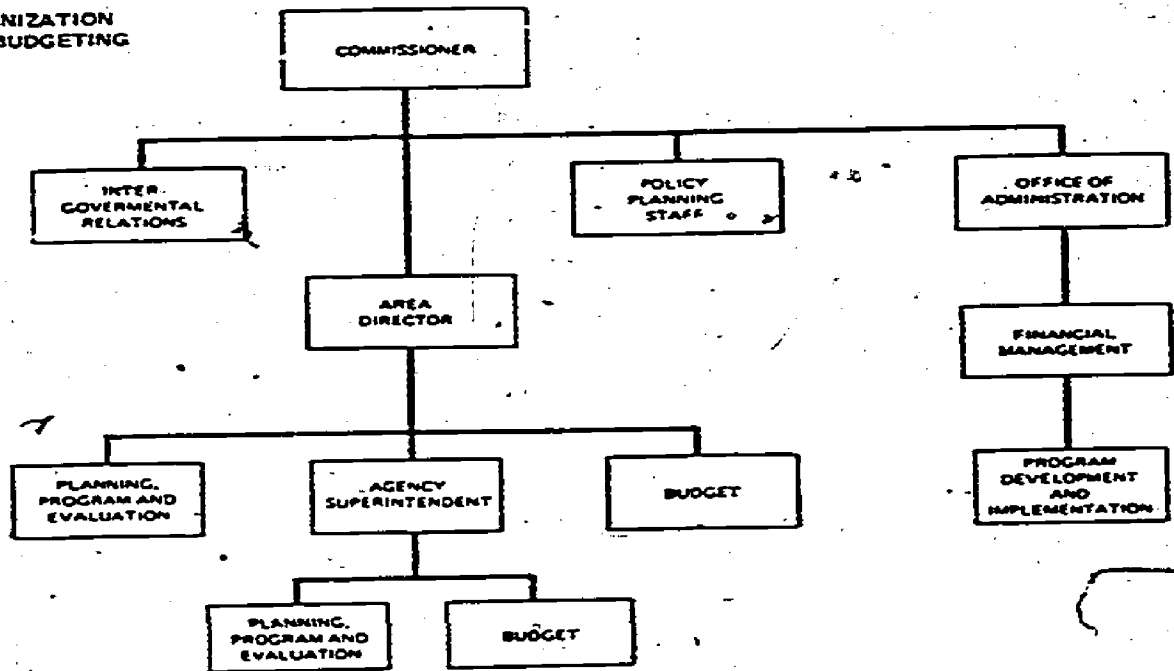 NIZATION
BUDGETING
COMMISSIONER
INTER-
GOVERMENTAL
RELATIONS
POLICY
PLANNING
STAFF
OFFICE OF
ADMINISTRATION
AREA
DIRECTOR
FINANCIAL
MANAGEMENT
PLANNING,
PROGRAM AND
EVALUATION
AGENCY
SUPERINTENDENT
BUDGET
PROGRAM
DEVELOPMENT
AND
IMPLEMENTATION
PLANNING,
PROGRAM AND
EVALUATION
BUDGET